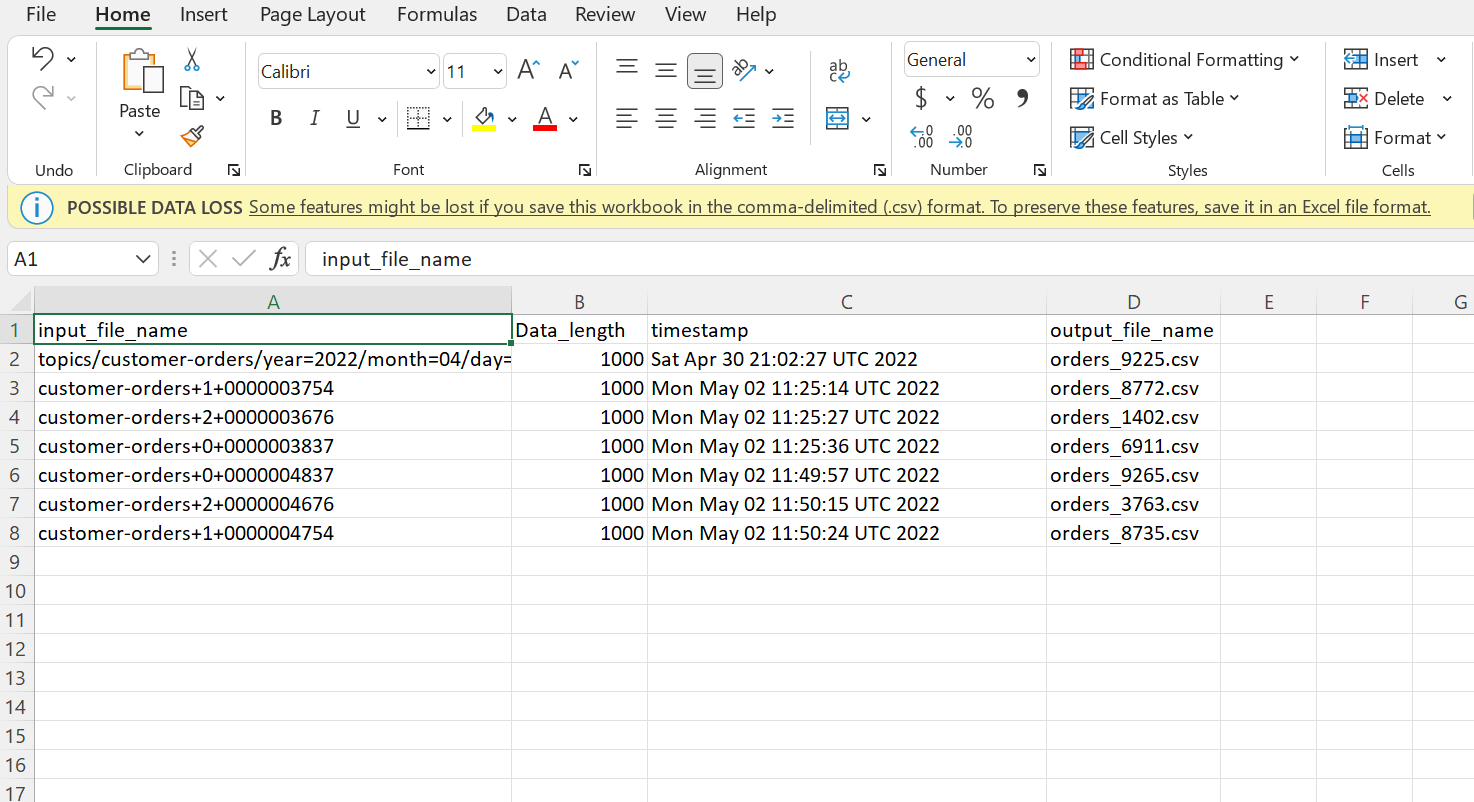 File Home Insert Page Layout Formulas Data Review View Help
Calibri 11 A A ab General Conditional Formatting Insert
Paste $ % Format as Table Delete
B I U A c Cell Styles Format
Undo Clipboard Font Alignment Number Styles Cells
POSSIBLE DATA LOSS Some features might be lost if you save this workbook in the comma-delimited (.csv) format. To preserve these features, save it in an Excel file format.
A1 fx input_file_name
A B C D E F G
1 input_file_name Data_length timestamp output_file_name
2 topics/customer-orders/year=2022/month=04/day= 1000 Sat Apr 30 21:02:27 UTC 2022 orders_9225.csv
3 customer-orders+1+0000003754 1000 Mon May 02 11:25:14 UTC 2022 orders_8772.csv
4 customer-orders+2+0000003676 1000 Mon May 02 11:25:27 UTC 2022 orders_1402.csv
5 customer-orders+0+0000003837 1000 Mon May 02 11:25:36 UTC 2022 orders_6911.csv
6 customer-orders+0+0000004837 1000 Mon May 02 11:49:57 UTC 2022 orders_9265.csv
7 customer-orders+2+0000004676 1000 Mon May 02 11:50:15 UTC 2022 orders_3763.csv
8 customer-orders+1+0000004754 1000 Mon May 02 11:50:24 UTC 2022 orders_8735.csv
9
10
11
12
13
14
15
16
17